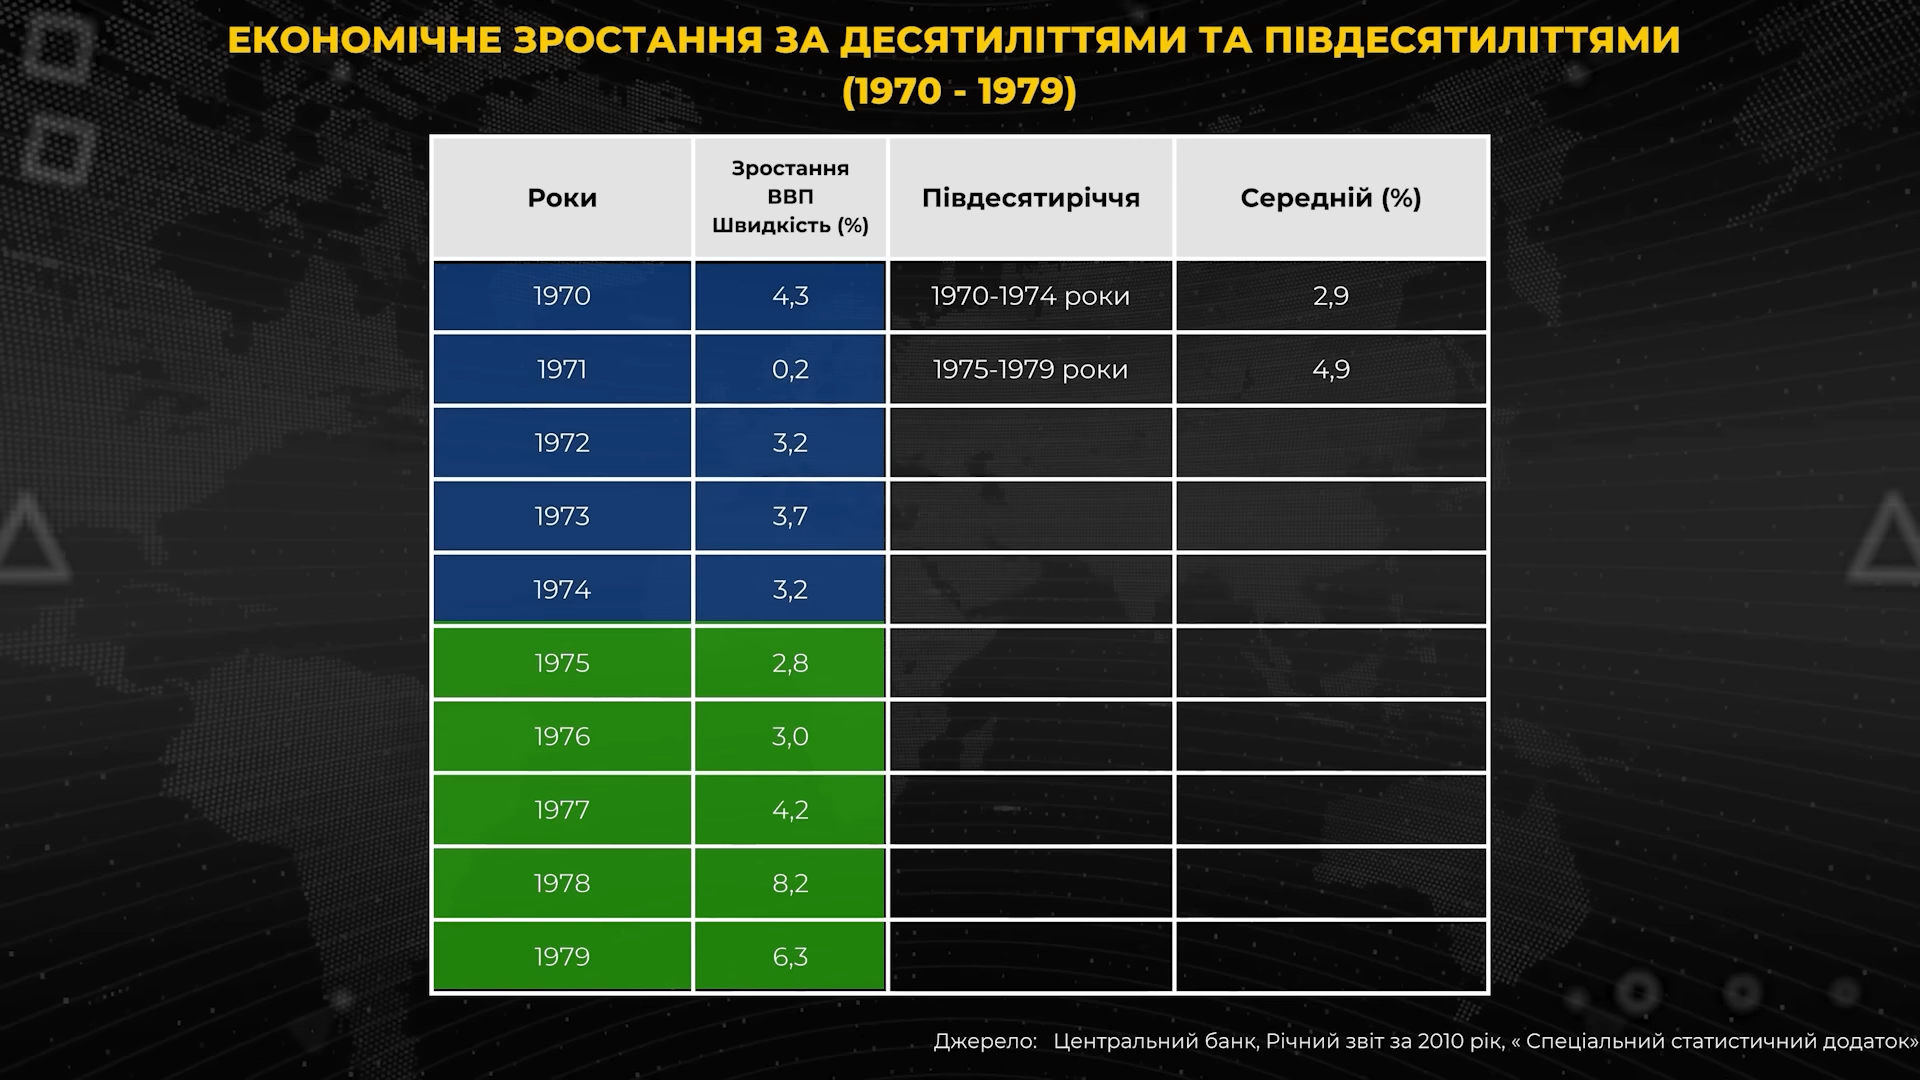 ЕКОНОМІЧНЕ ЗРОСТАННЯ ЗА ДЕСЯТИЛІТТЯМИ ТА ПІВДЕСЯТИЛІТТЯМИ
(1970 - 1979)
Роки
Зростання
ВВП
Швидкість (%)
Півдесятиріччя
Середній (%)
1970 4,3 1970-1974 роки 2,9
1971 0,2 1975-1979 роки 4,9
1972 3,2
1973 3,7
1974 3,2
1975 2,8
1976 3,0
1977 4,2
1978 8,2
1979 6,3
Джерело: Центральний банк, Річний звіт за 2010 рік, « Спеціальний статистичний додаток»